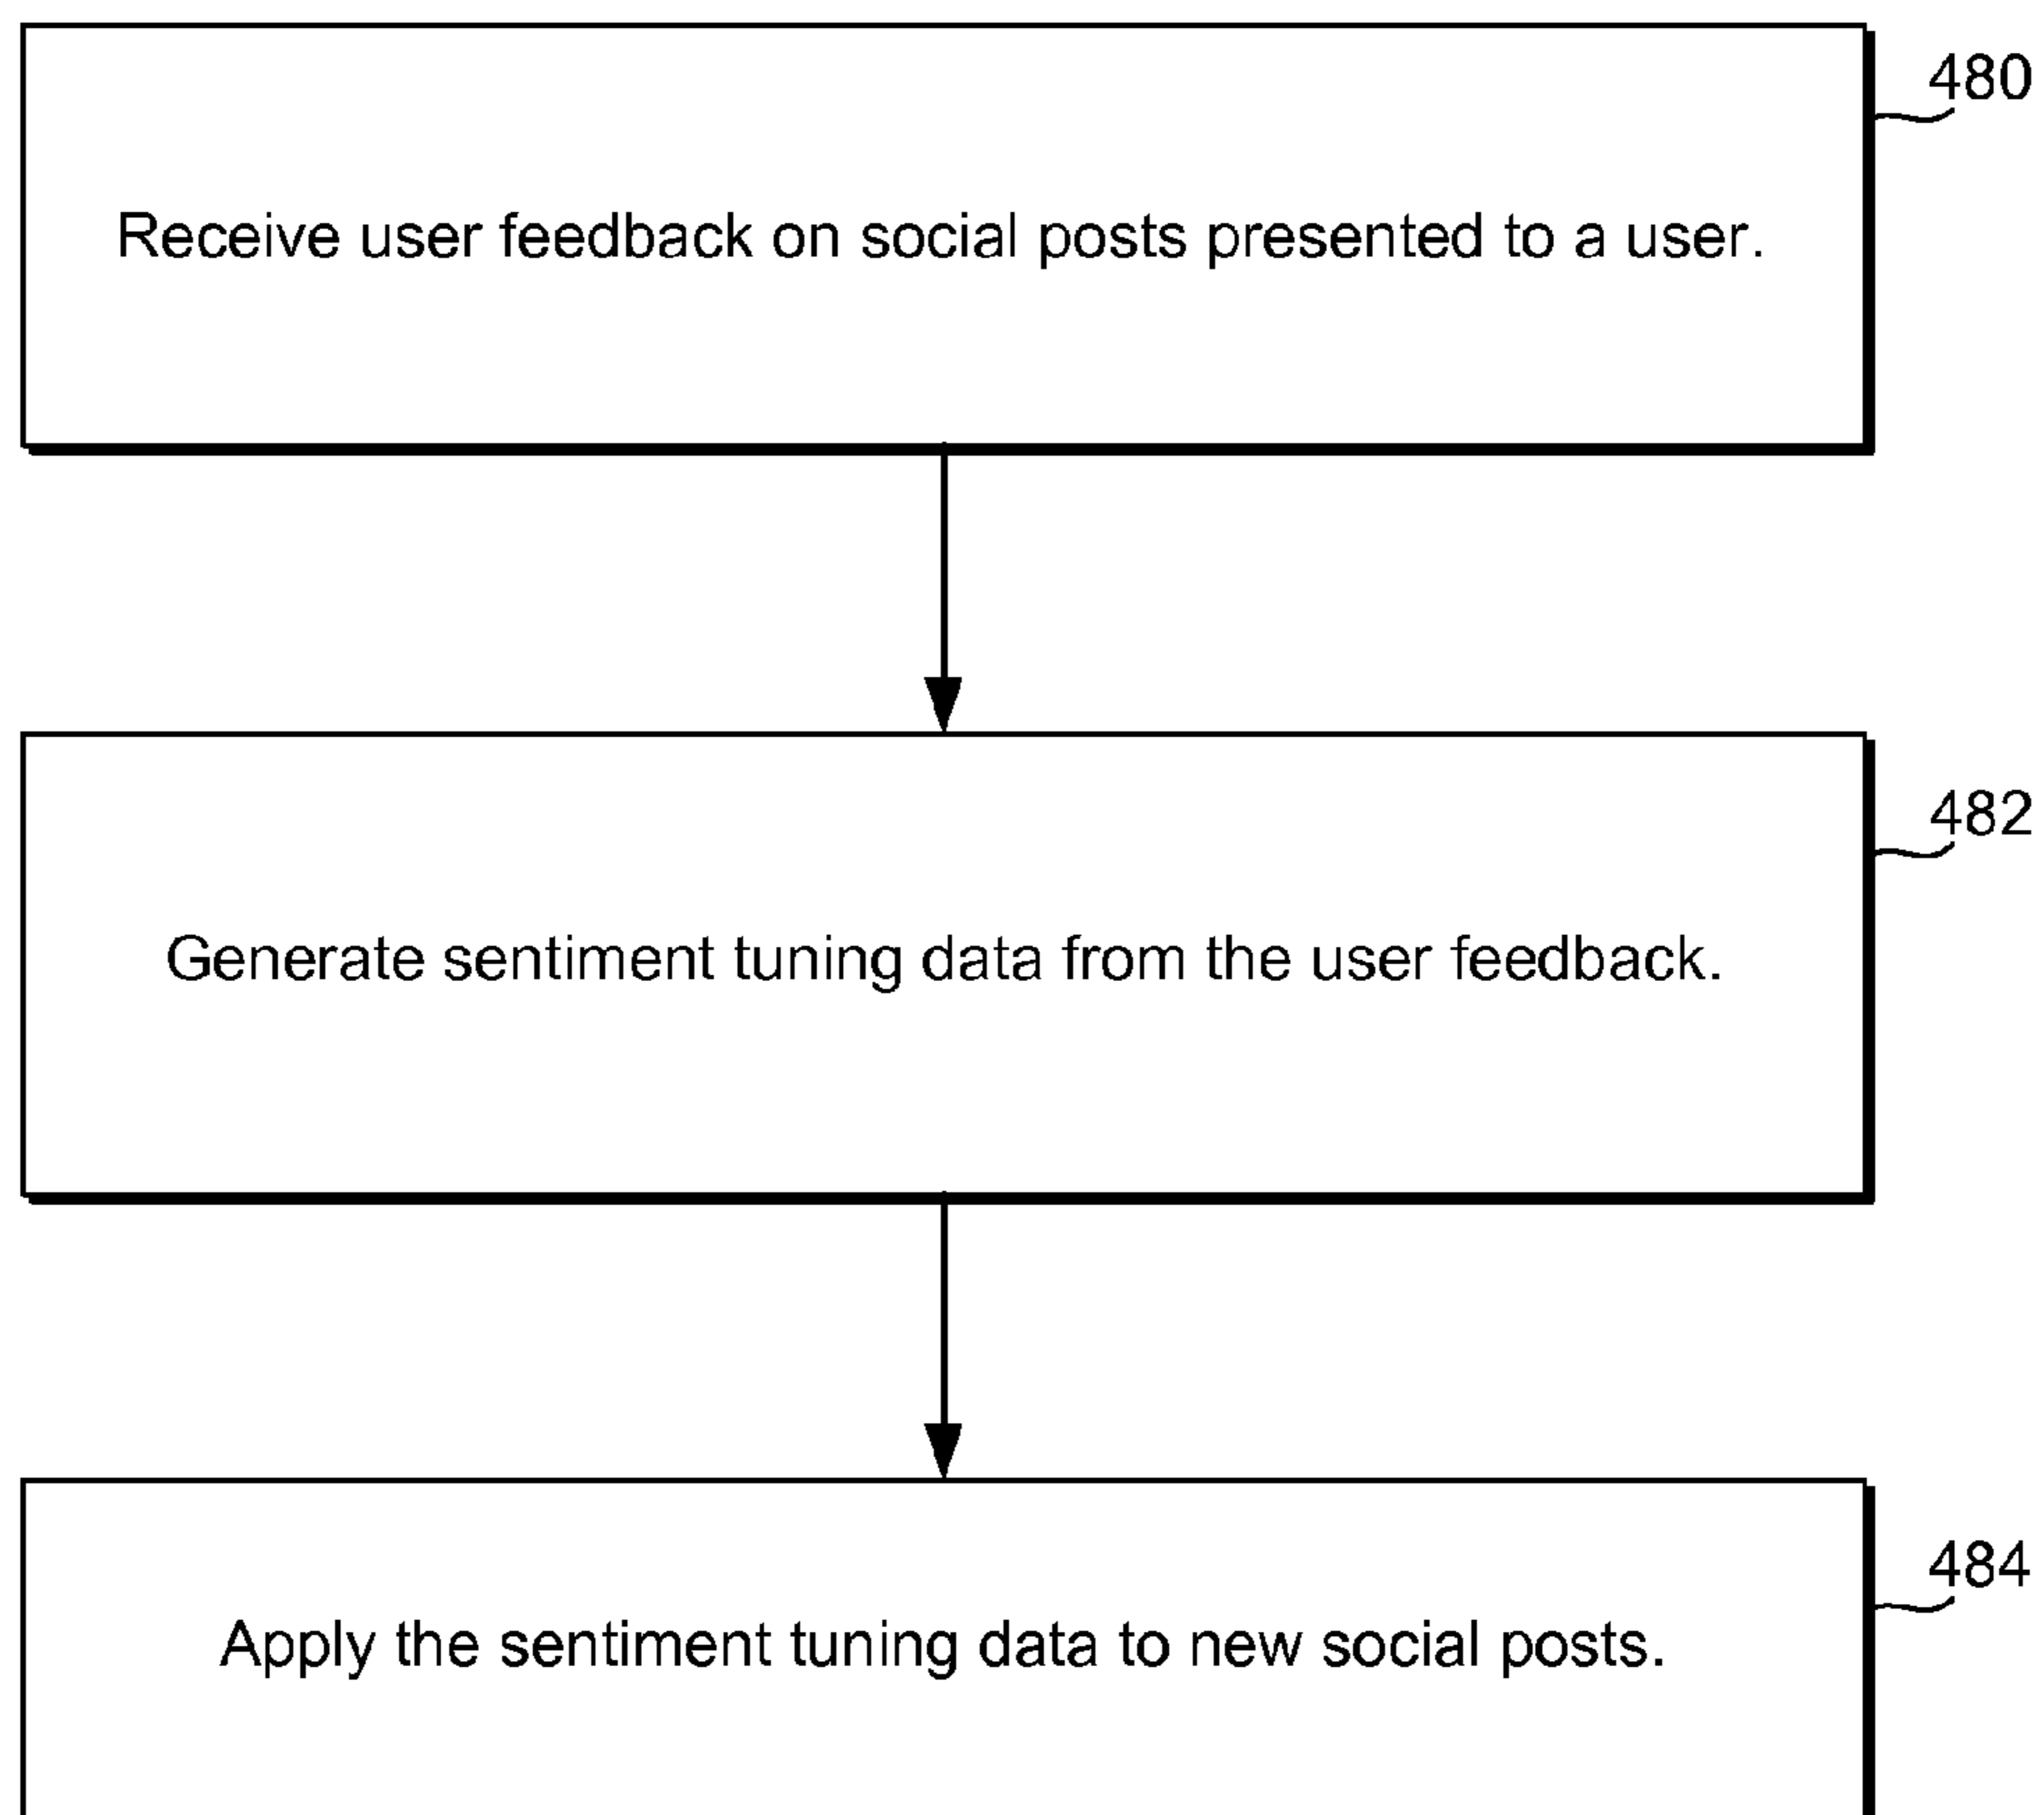 480
Receive user feedback on social posts presented to a user.
482
Generate sentiment tuning data from the user feedback.
484
Apply the sentiment tuning data to new social posts.